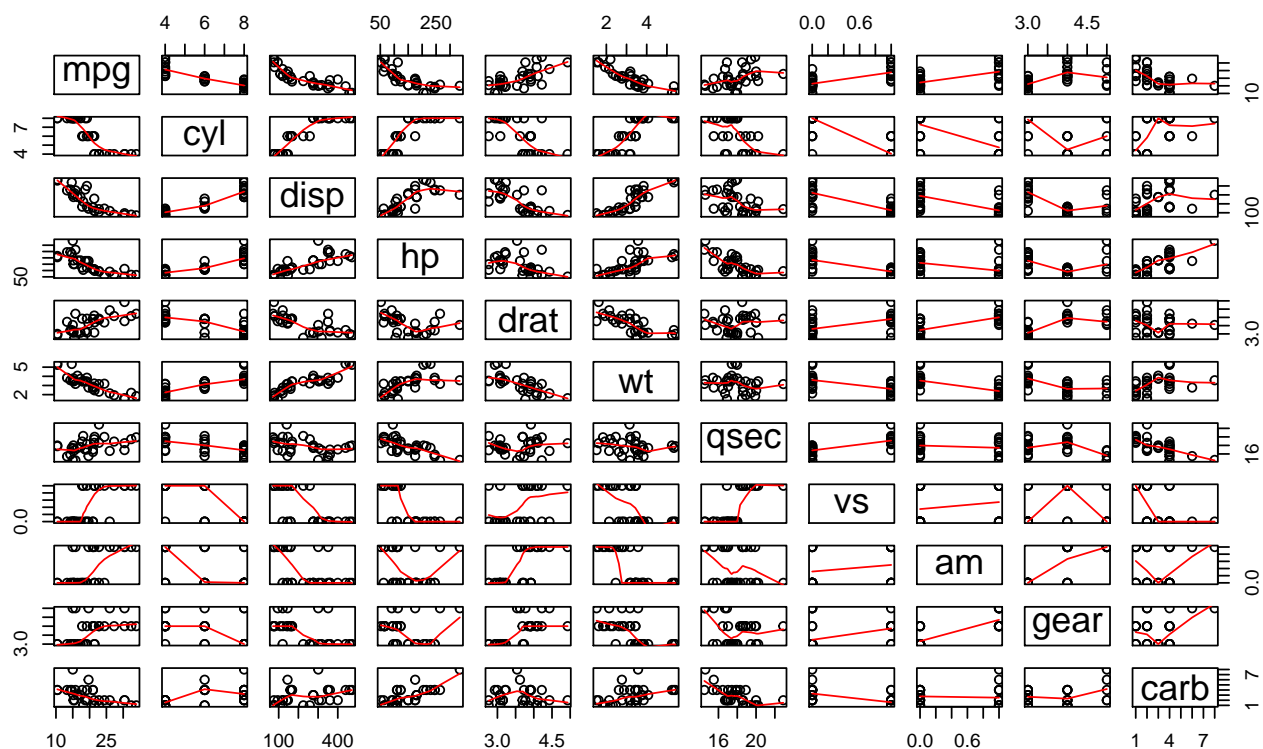 4 6 8 50 250 2 4 0.0 0.6 3.0 4.5
mpg 10
4 7 cyl
disp 100
50 hp
drat 3.0
2 5 wt
qsec 16
0.0 vs
am 0.0
3.0 gear
carb 1 7
10 25 100 400 3.0 4.5 16 20 0.0 0.6 1 4 7